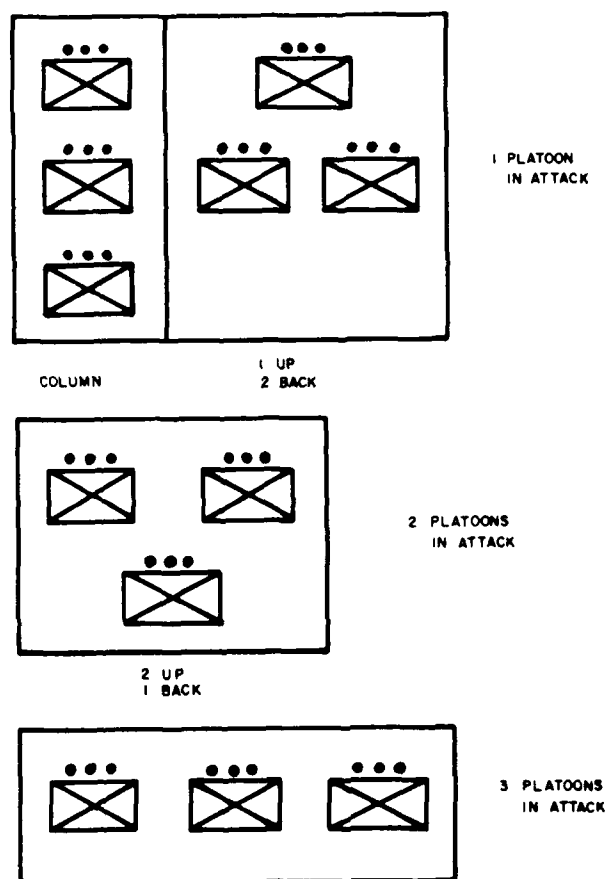 1 PLATOON
IN ATTACK
COLUMN
1 UP
2 BACK
2 PLATOONS
IN ATTACK
2 UP
1 BACK
3 PLATOONS
IN ATTACK